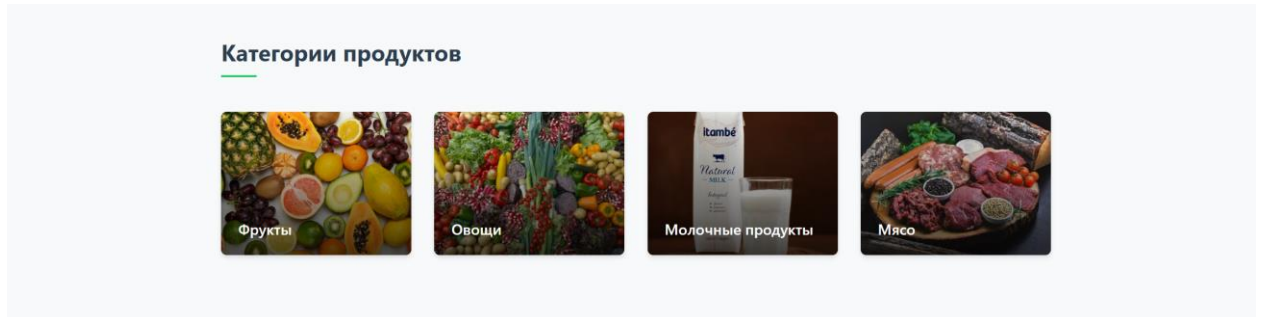 Категории продуктов
itambé
Natural
MILK
Фрукты
Овощи
Молочные продукты
Мясо